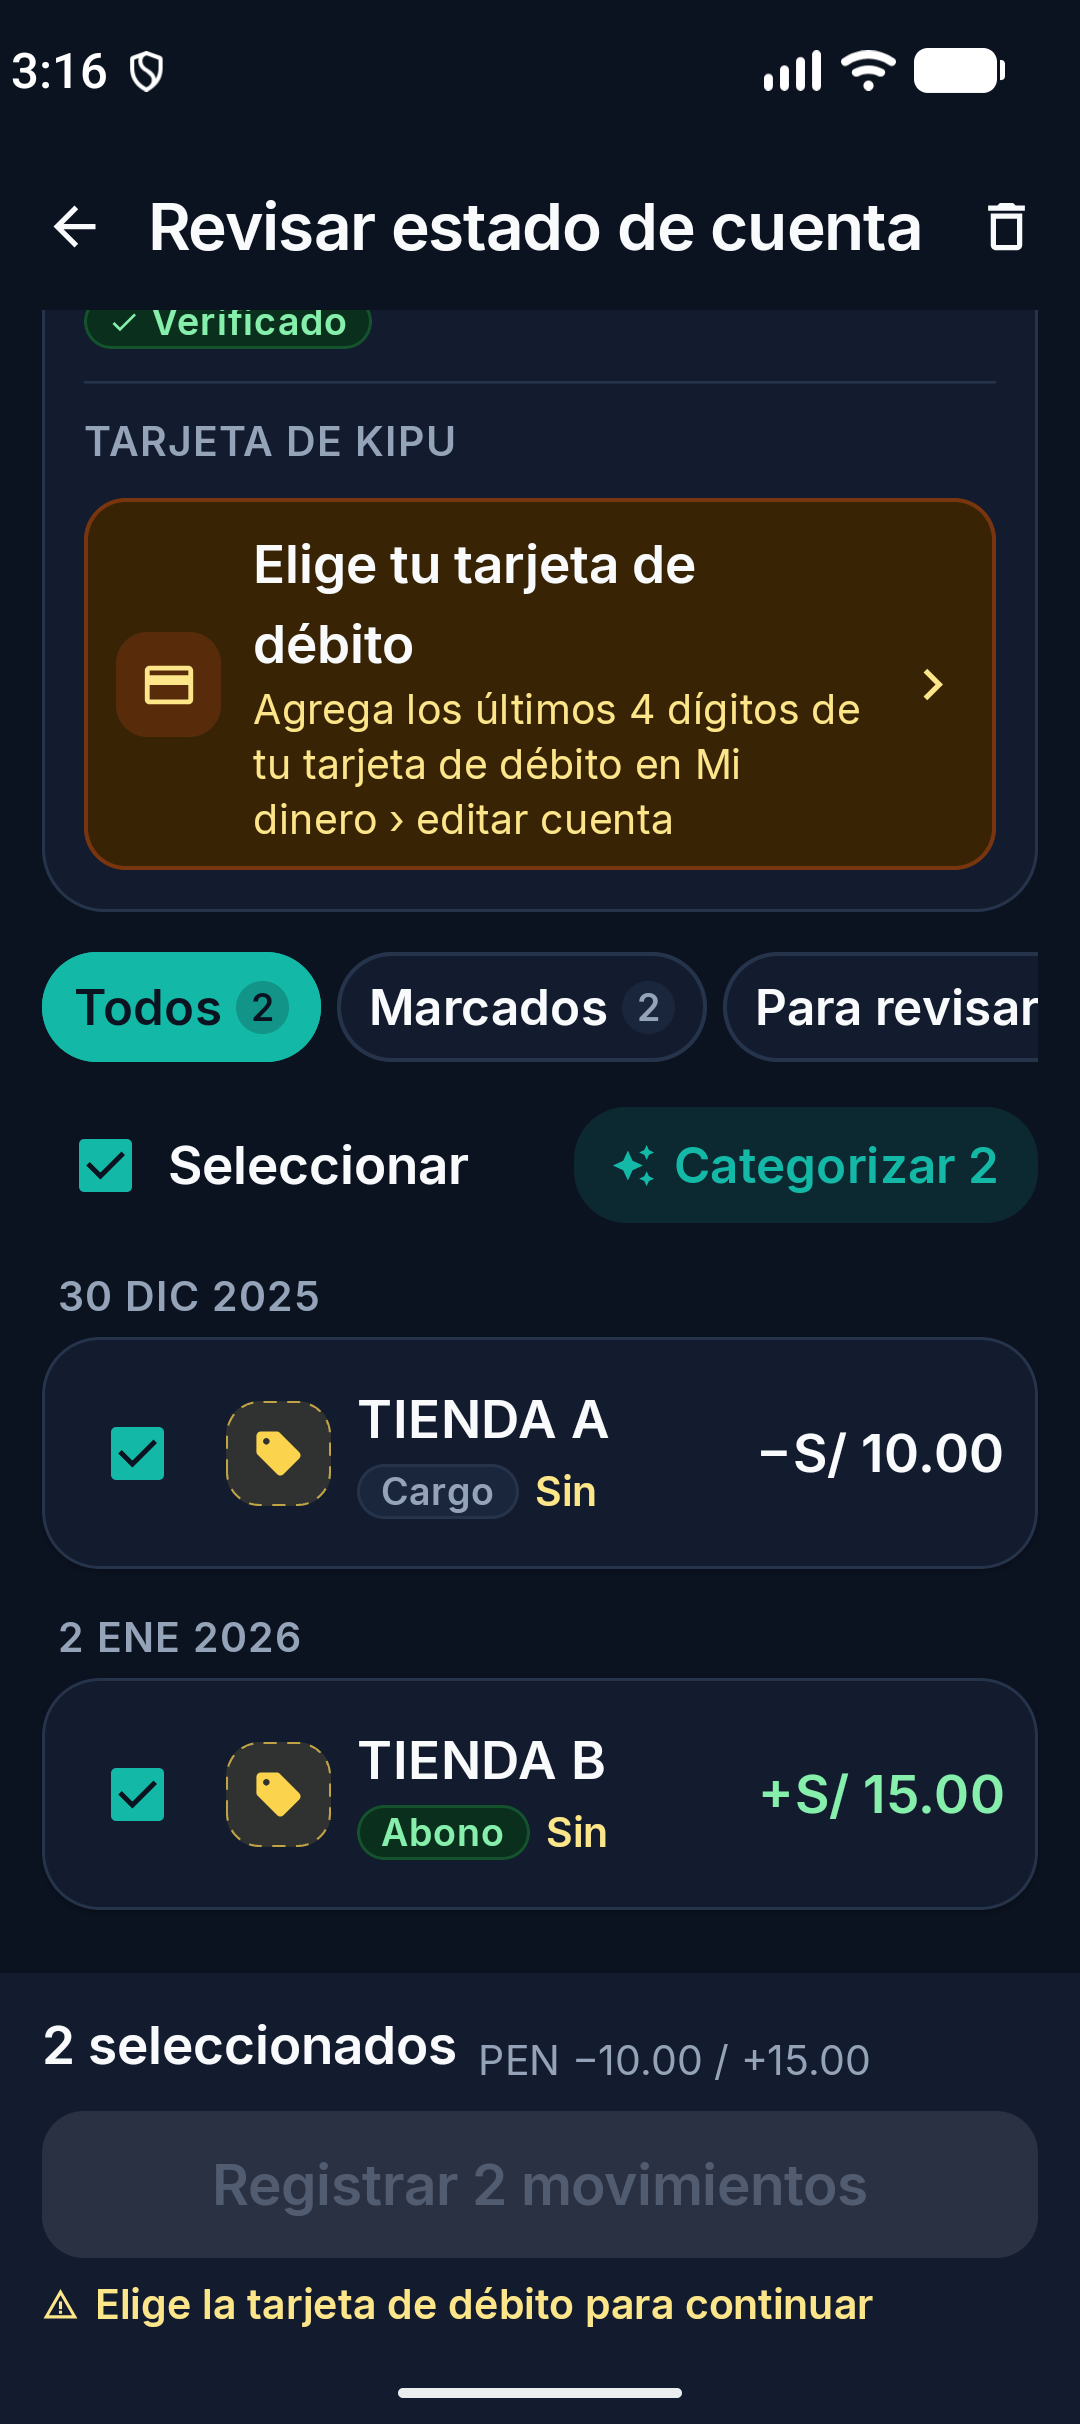 3:16
Revisar estado de cuenta
Verificado
TARJETA DE KIPU
Elige tu tarjeta de
débito
Agrega los últimos 4 dígitos de
tu tarjeta de débito en Mi
dinero › editar cuenta
Todos 2
Marcados 2
Para revisar
Seleccionar
Categorizar 2
30 DIC 2025
TIENDA A
Cargo Sin
−S/ 10.00
2 ENE 2026
TIENDA B
Abono Sin
+S/ 15.00
2 seleccionados PEN −10.00 / +15.00
Registrar 2 movimientos
Elige la tarjeta de débito para continuar